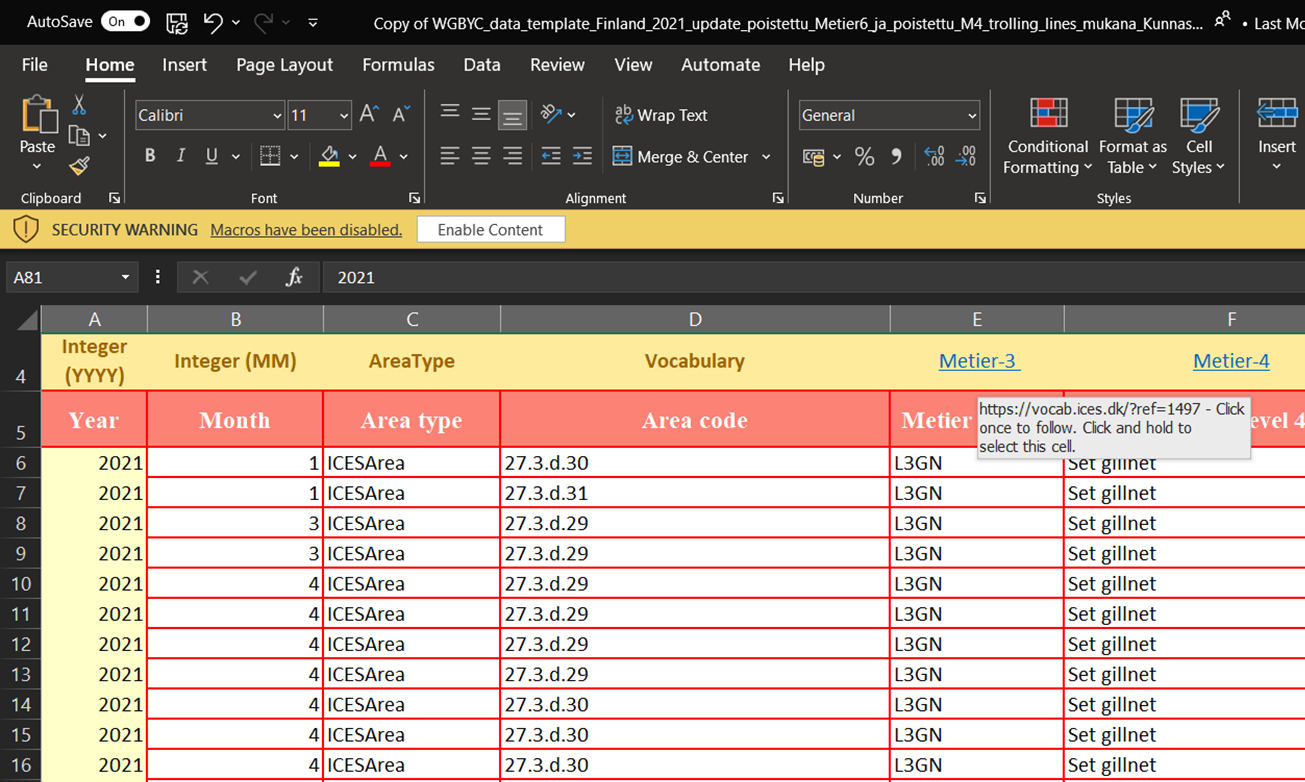 AutoSave On Copy of WGBYC_data_template_Finland_2021_update_poistettu_Metier6_ja_poistettu_M4_trolling_lines_mukana_Kunnas... • Last Mo
File Home Insert Page Layout Formulas Data Review View Automate Help
Calibri 11 A A ab Wrap Text General
Paste B I U A Merge & Center % Conditional Formatting Format as Table Cell Styles Insert
Clipboard Font Alignment Number Styles
SECURITY WARNING Macros have been disabled. Enable Content
A81 fx 2021
A B C D E F
4 Integer (YYYY) Integer (MM) AreaType Vocabulary Metier-3 Metier-4
5 Year Month Area type Area code Metier evel 4
https://vocab.ices.dk/?ref=1497 - Click
once to follow. Click and hold to
select this cell.
6 2021 1 ICESArea 27.3.d.30 L3GN Set gillnet
7 2021 1 ICESArea 27.3.d.31 L3GN Set gillnet
8 2021 3 ICESArea 27.3.d.29 L3GN Set gillnet
9 2021 3 ICESArea 27.3.d.29 L3GN Set gillnet
10 2021 4 ICESArea 27.3.d.29 L3GN Set gillnet
11 2021 4 ICESArea 27.3.d.29 L3GN Set gillnet
12 2021 4 ICESArea 27.3.d.29 L3GN Set gillnet
13 2021 4 ICESArea 27.3.d.29 L3GN Set gillnet
14 2021 4 ICESArea 27.3.d.30 L3GN Set gillnet
15 2021 4 ICESArea 27.3.d.30 L3GN Set gillnet
16 2021 4 ICESArea 27.3.d.30 L3GN Set gillnet